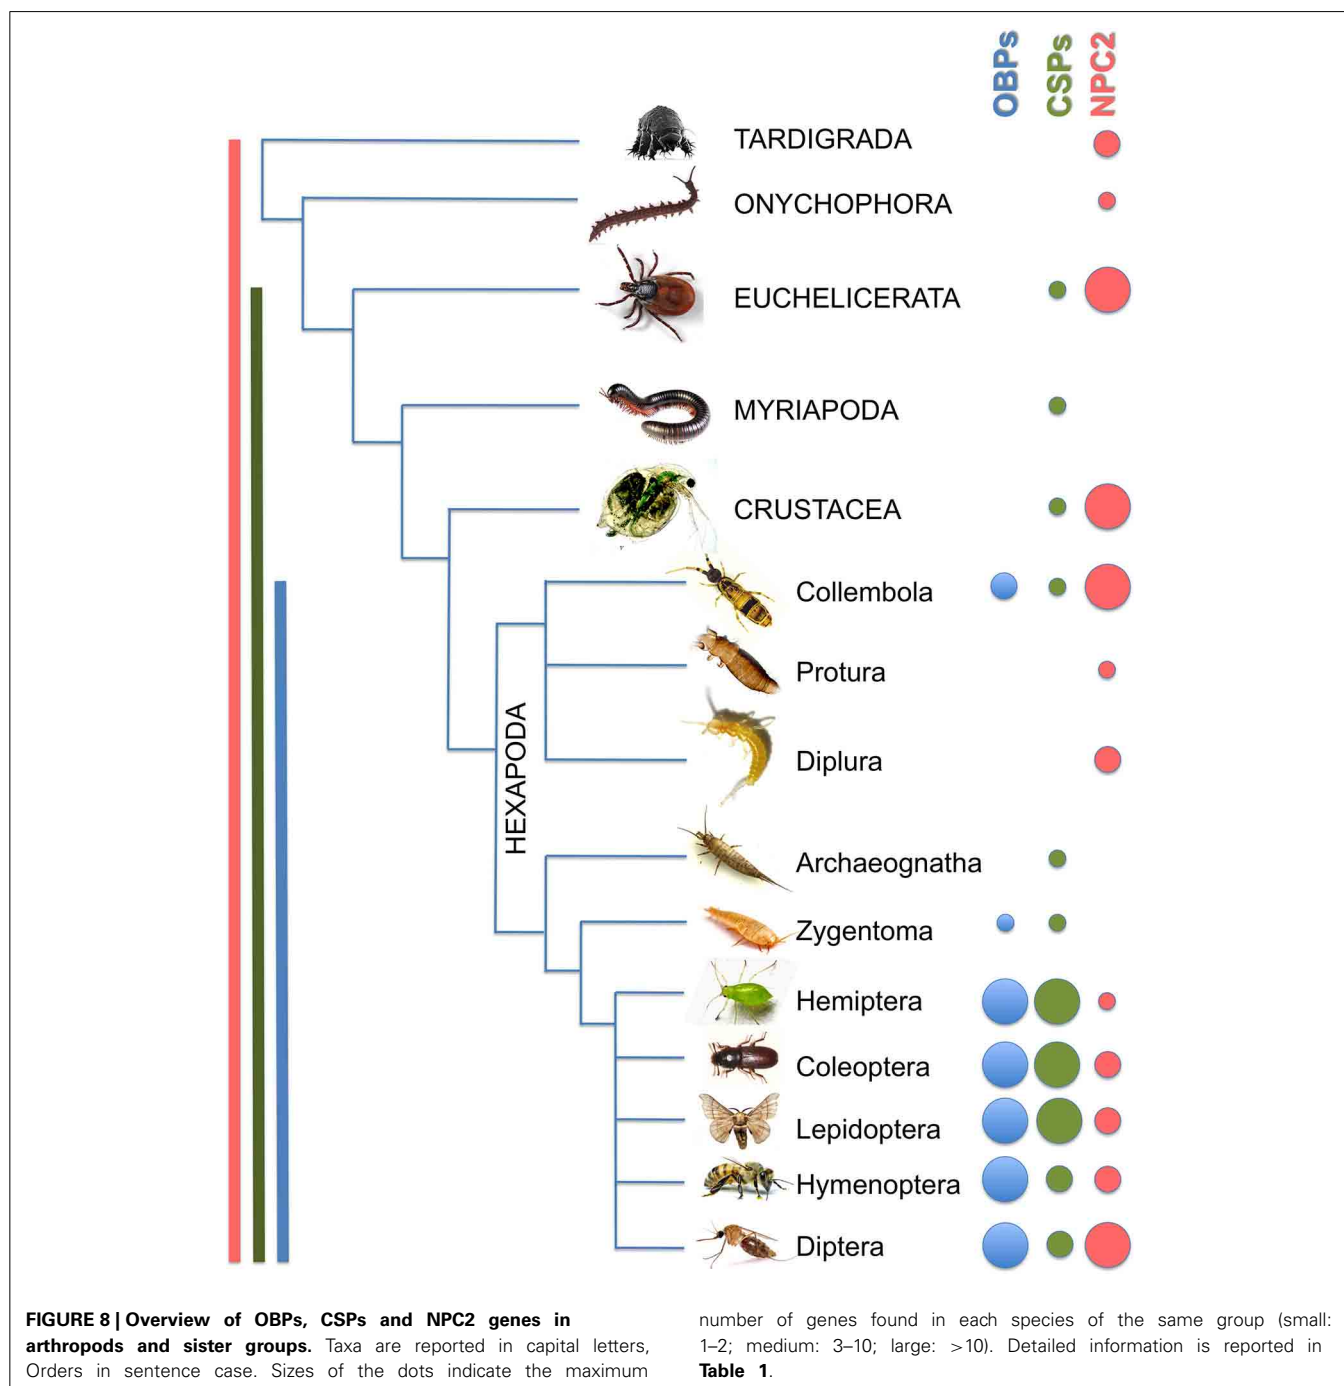 OBPs
CSPs
NPC2
TARDIGRADA
ONYCHOPHORA
EUCHELICERATA
MYRIAPODA
CRUSTACEA
Collembola
Protura
Diplura
HEXAPODA
Archaeognatha
Zygentoma
Hemiptera
Coleoptera
Lepidoptera
Hymenoptera
Diptera
FIGURE 8 | Overview of OBPs, CSPs and NPC2 genes in
arthropods and sister groups. Taxa are reported in capital letters,
Orders in sentence case. Sizes of the dots indicate the maximum
number of genes found in each species of the same group (small:
1–2; medium: 3–10; large: >10). Detailed information is reported in
Table 1.